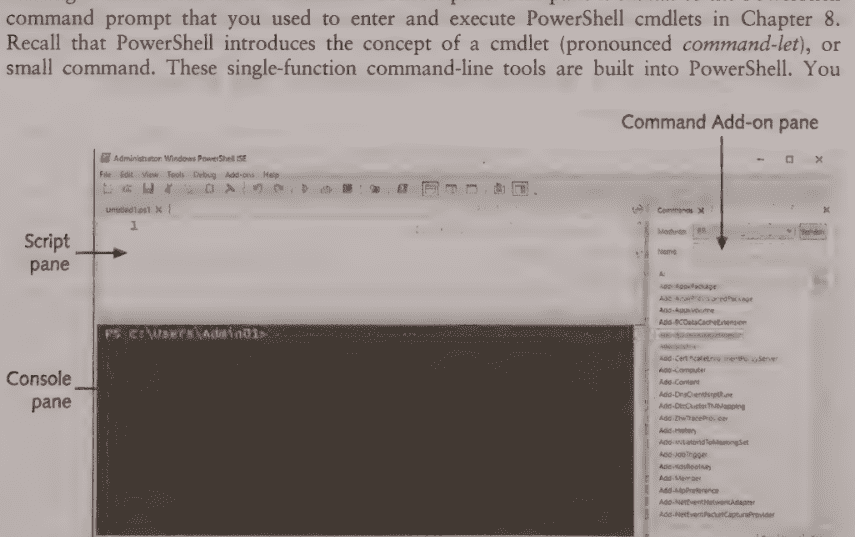 command prompt that you used to enter and execute PowerShell cmdlets in Chapter 8.
Recall that PowerShell introduces the concept of a cmdlet (pronounced command-let), or
small command. These single-function command-line tools are built into PowerShell. You
Command Add-on pane
Administrator: Windows PowerShell ISE
File Edit View Tools Debug Add-ons Help
Untitled1.ps1 X
Commands X
1
Modules:
Name:
Script
pane
A:
Add-AppxPackage
Add-AppxProvisionedPackage
Add-AppxVolume
Add-BCDataCacheExtension
PS C:\Users\Admin01>
Add-CertificateEnrollmentPolicyServer
Add-Computer
Add-Content
Console
pane
Add-DnsClientNrptRule
Add-DtcClusterTMMapping
Add-EtwTraceProvider
Add-History
Add-InitiatorIdToMaskingSet
Add-JobTrigger
Add-KdsRootKey
Add-Member
Add-MpPreference
Add-NetEventNetworkAdapter
Add-NetEventPacketCaptureProvider